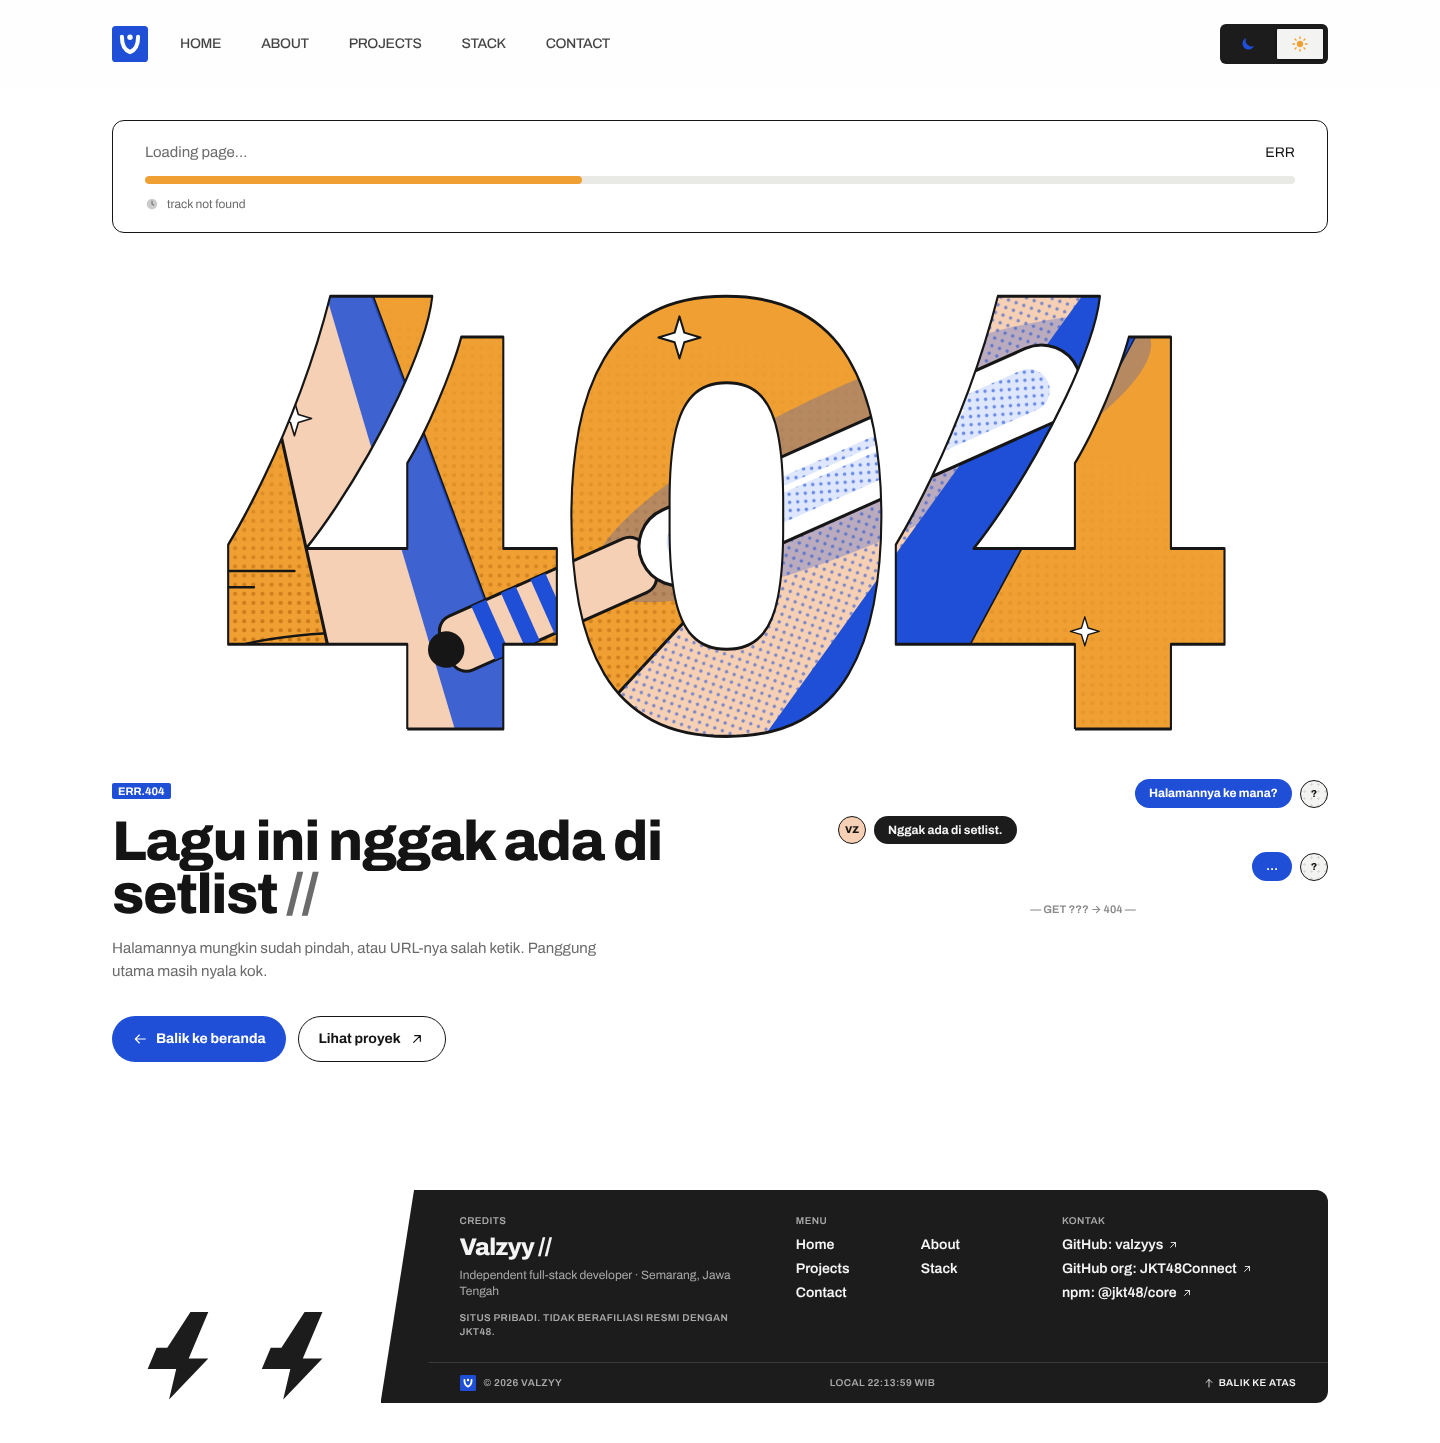 HOME ABOUT PROJECTS STACK CONTACT
Loading page... ERR
track not found
404
ERR.404
Lagu ini nggak ada di
setlist //
Halamannya mungkin sudah pindah, atau URL-nya salah ketik. Panggung
utama masih nyala kok.
← Balik ke beranda
Lihat proyek ↗
Halamannya ke mana? ?
VZ Nggak ada di setlist.
... ?
— GET ??? → 404 —
CREDITS
Valzyy //
Independent full-stack developer · Semarang, Jawa
Tengah
SITUS PRIBADI. TIDAK BERAFILIASI RESMI DENGAN
JKT48.
MENU
Home About
Projects Stack
Contact
KONTAK
GitHub: valzyys ↗
GitHub org: JKT48Connect ↗
npm: @jkt48/core ↗
© 2026 VALZYY
LOCAL 22:13:59 WIB
↑ BALIK KE ATAS